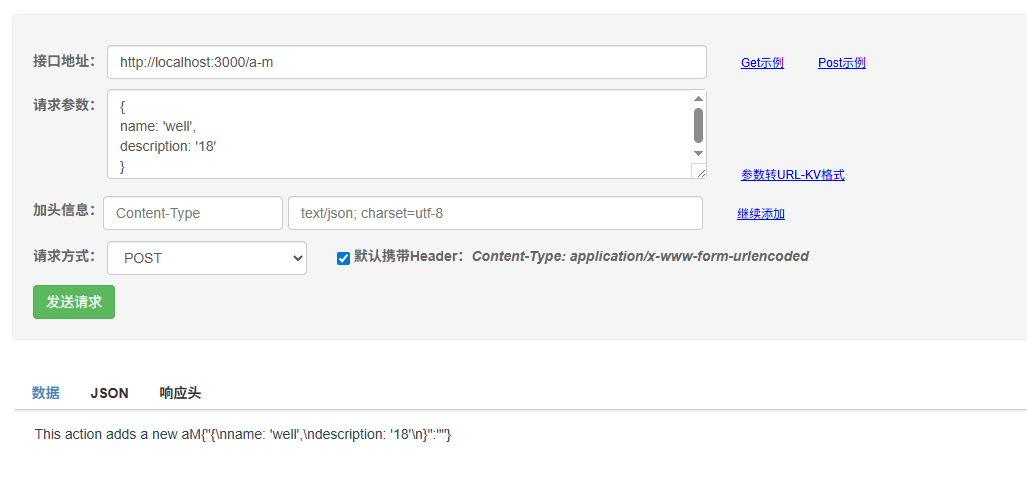 接口地址： http://localhost:3000/a-m Get示例 Post示例
请求参数： {
name: 'well',
description: '18'
}
参数转URL-KV格式
加头信息： Content-Type text/json; charset=utf-8 继续添加
请求方式： POST 默认携带Header：Content-Type: application/x-www-form-urlencoded
发送请求
数据 JSON 响应头
This action adds a new aM{"{\nname: 'well',\ndescription: '18'\n}":""}